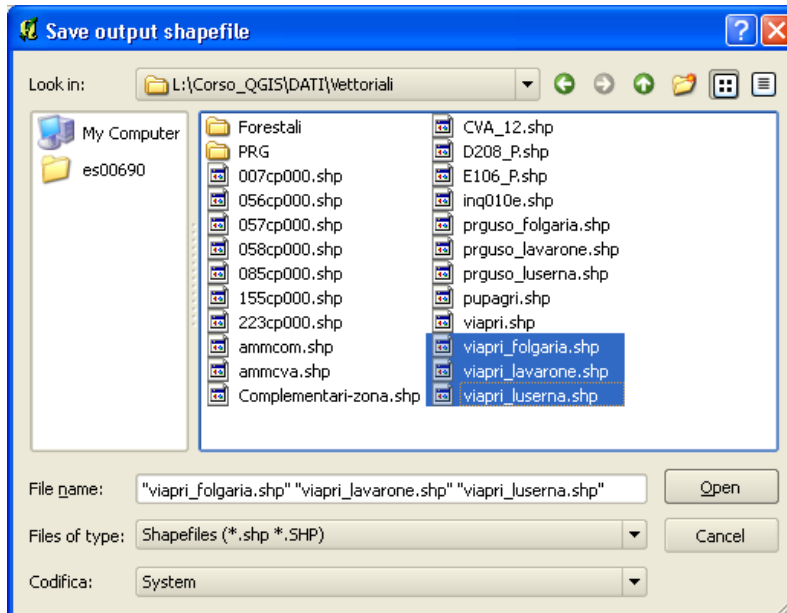 Save output shapefile
Look in: L:\Corso_QGIS\DATI\Vettoriali
My Computer
es00690
Forestali
PRG
007cp000.shp
056cp000.shp
057cp000.shp
058cp000.shp
085cp000.shp
155cp000.shp
223cp000.shp
ammcom.shp
ammcva.shp
Complementari-zona.shp
CVA_12.shp
D208_P.shp
E106_P.shp
inq010e.shp
prguso_folgaria.shp
prguso_lavarone.shp
prguso_luserna.shp
pupagri.shp
viapri.shp
viapri_folgaria.shp
viapri_lavarone.shp
viapri_luserna.shp
File name: "viapri_folgaria.shp" "viapri_lavarone.shp" "viapri_luserna.shp" Open
Files of type: Shapefiles (*.shp *.SHP) Cancel
Codifica: System